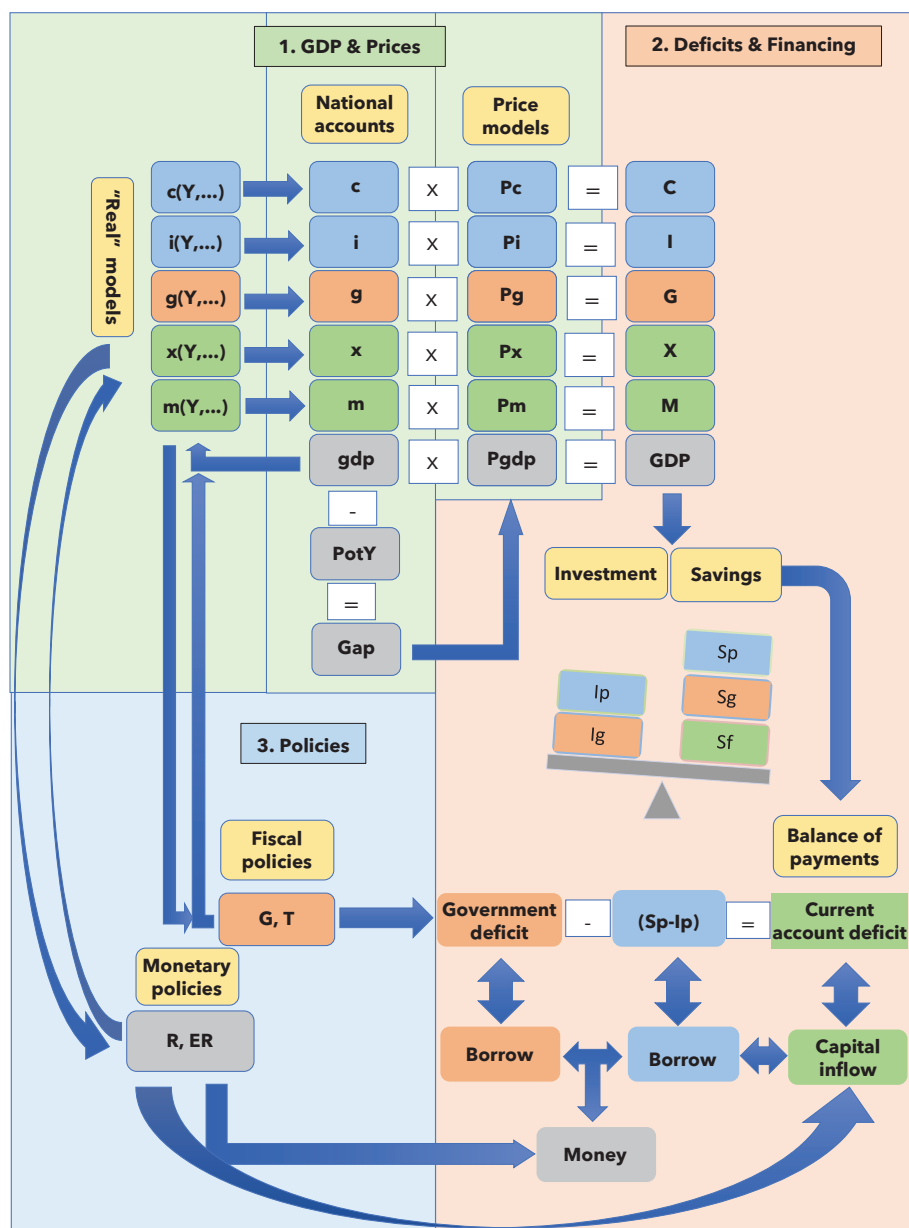 1. GDP & Prices
2. Deficits & Financing
National
accounts
Price
models
"Real" models
c(Y,...)
c
X
Pc
=
C
i(Y,...)
i
X
Pi
=
I
g(Y,...)
g
X
Pg
=
G
x(Y,...)
x
X
Px
=
X
m(Y,...)
m
X
Pm
=
M
gdp
X
Pgdp
=
GDP
-
PotY
=
Gap
Investment
Savings
Sp
Ip
Sg
Ig
Sf
3. Policies
Fiscal
policies
Balance of
payments
G, T
Government
deficit
-
(Sp-Ip)
=
Current
account deficit
Monetary
policies
R, ER
Borrow
Borrow
Capital
inflow
Money